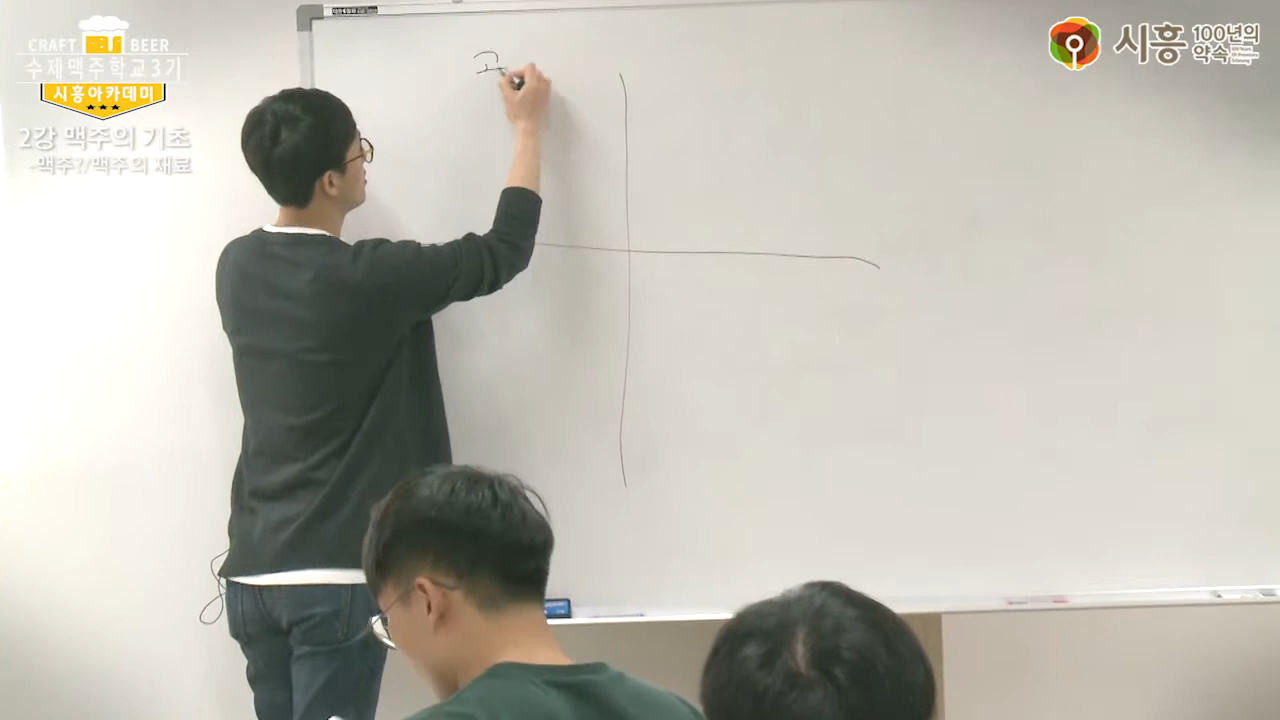 CRAFT BEER
수제맥주학교3기
시흥아카데미
2강 맥주의 기초
-맥주?/맥주의 재료
고
시흥 100년의 약속